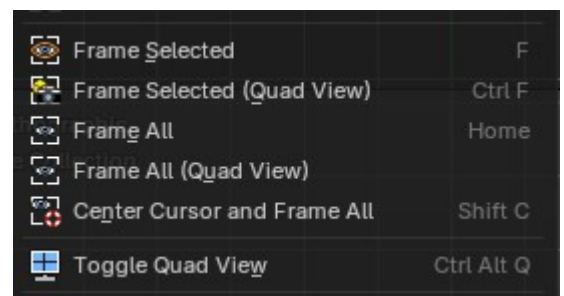 Frame Selected F
Frame Selected (Quad View) Ctrl F
Frame All Home
Frame All (Quad View)
Center Cursor and Frame All Shift C
Toggle Quad View Ctrl Alt Q